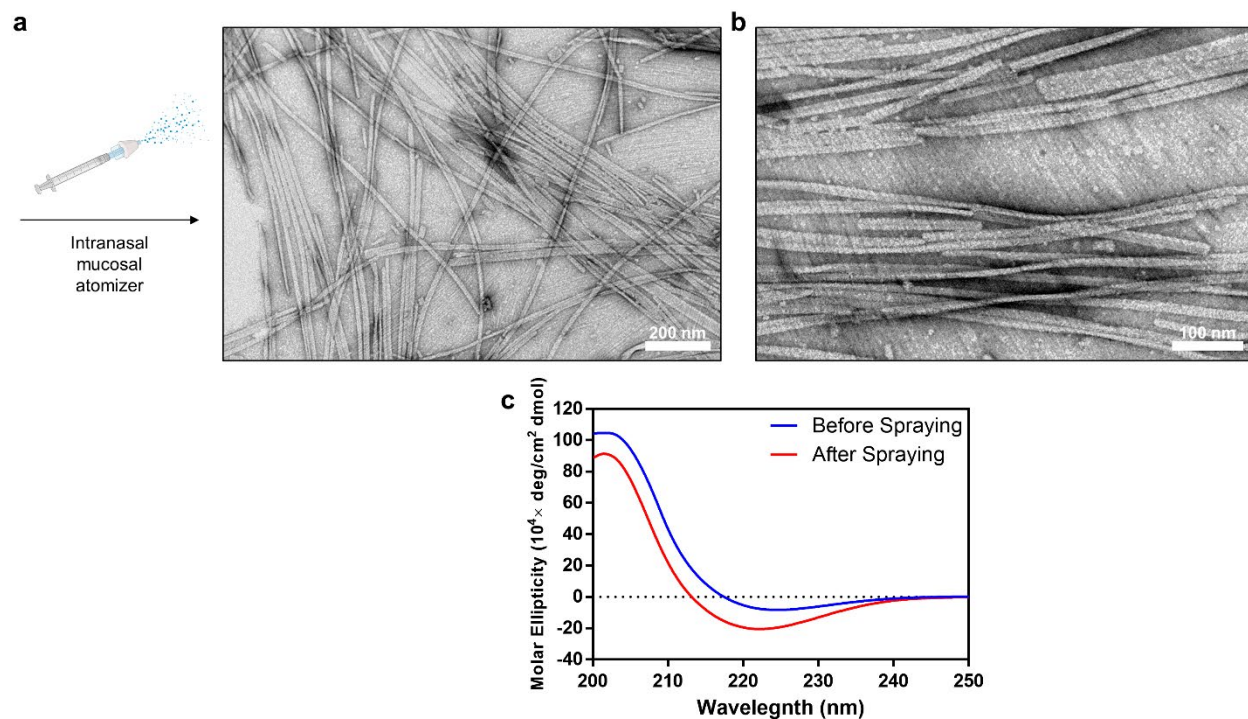 a
Intranasal
mucosal
atomizer
200 nm
b
100 nm
c
Molar Ellipticity (10⁴× deg/cm² dmol)
120
100
80
60
40
20
0
-20
-40
Before Spraying
After Spraying
200
210
220
230
240
250
Wavelegnth (nm)